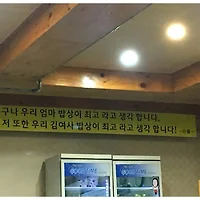 구나 우리 엄마 밥상이 최고 라고 생각 합니다.
저 또한 우리 김여사 밥상이 최고 라고 생각 합니다!